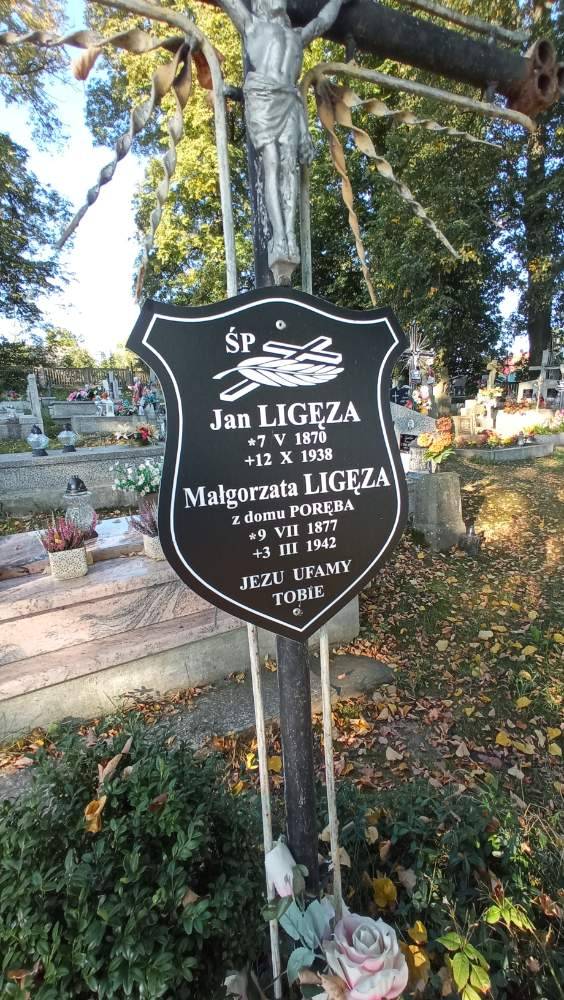 ŚP
Jan LIGĘZA
*7 V 1870
+12 X 1938
Małgorzata LIGĘZA
z domu PORĘBA
*9 VII 1877
+3 III 1942
JEZU UFAMY
TOBIE